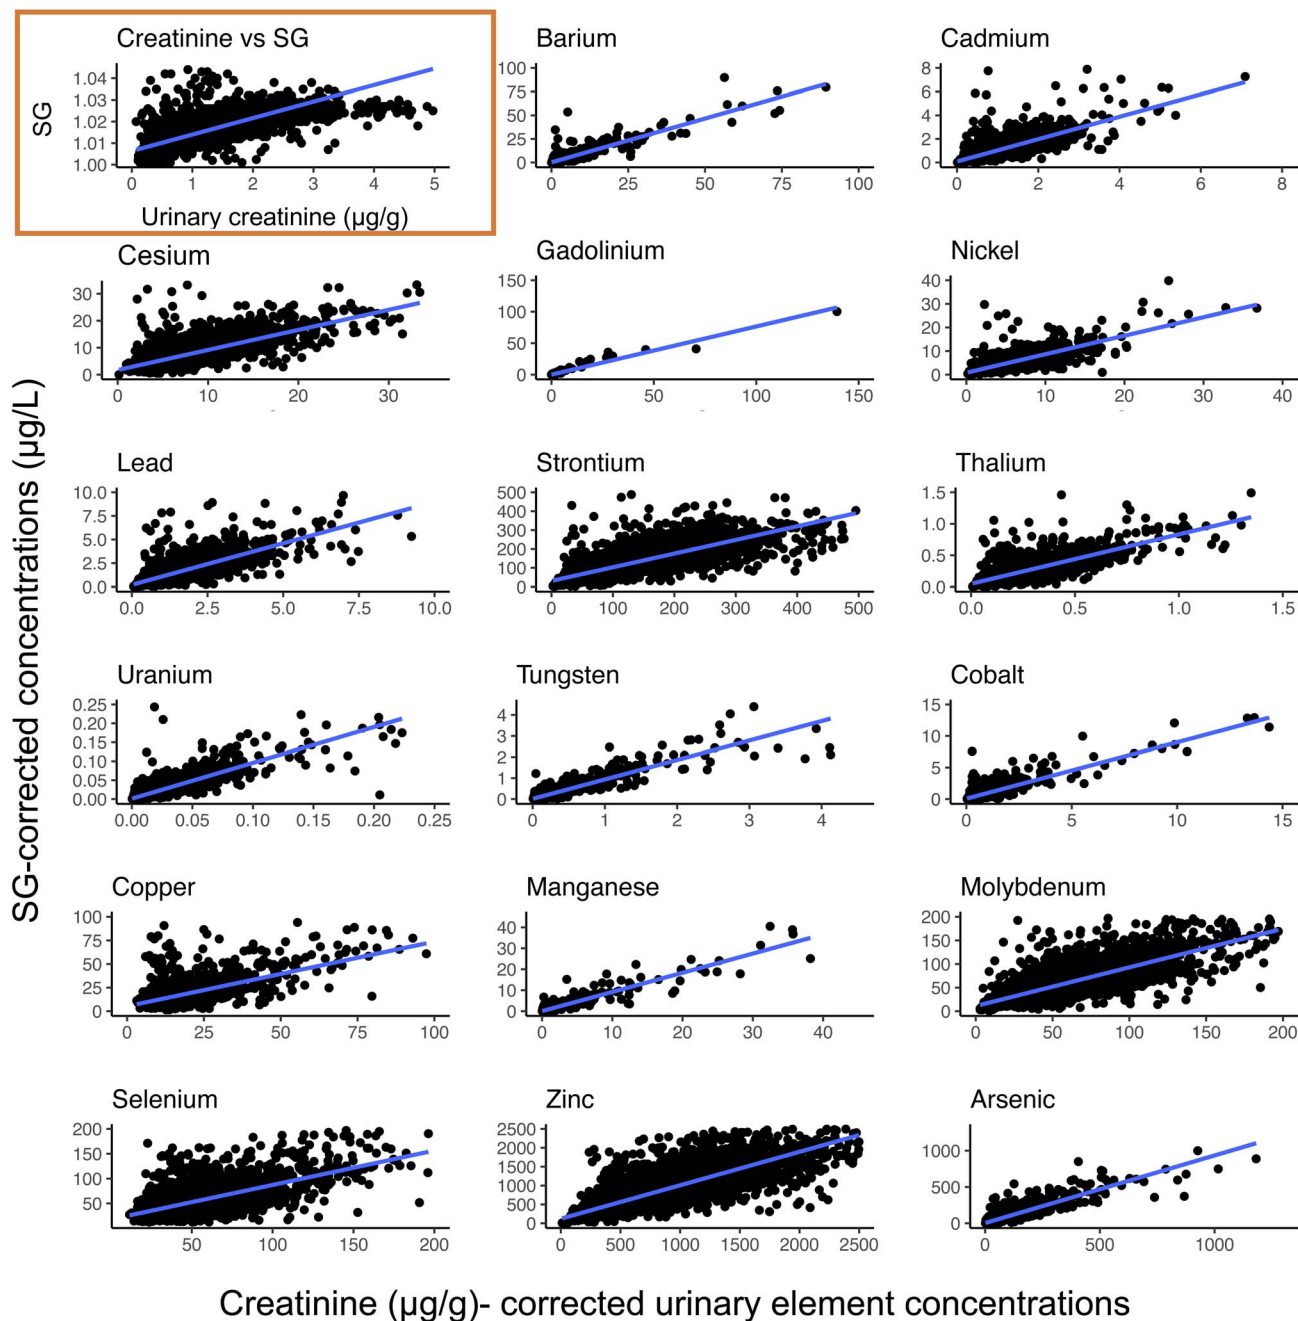 Creatinine vs SG
SG
1.04
1.03
1.02
1.01
1.00
0 1 2 3 4 5
Urinary creatinine (µg/g)
Barium
100
75
50
25
0
0 25 50 75 100
Cadmium
8
6
4
2
0
0 2 4 6 8
SG-corrected concentrations (µg/L)
Cesium
30
20
10
0
0 10 20 30
Gadolinium
150
100
50
0
0 50 100 150
Nickel
40
30
20
10
0
0 10 20 30 40
Lead
10.0
7.5
5.0
2.5
0.0
0.0 2.5 5.0 7.5 10.0
Strontium
500
400
300
200
100
0
0 100 200 300 400 500
Thalium
1.5
1.0
0.5
0.0
0.0 0.5 1.0 1.5
Uranium
0.25
0.20
0.15
0.10
0.05
0.00
0.00 0.05 0.10 0.15 0.20 0.25
Tungsten
4
3
2
1
0
0 1 2 3 4
Cobalt
15
10
5
0
0 5 10 15
Copper
100
75
50
25
0
0 25 50 75 100
Manganese
40
30
20
10
0
0 10 20 30 40
Molybdenum
200
150
100
50
0
0 50 100 150 200
Selenium
200
150
100
50
50 100 150 200
Zinc
2500
2000
1500
1000
500
0
0 500 1000 1500 2000 2500
Arsenic
1000
500
0
0 500 1000
Creatinine (µg/g)- corrected urinary element concentrations